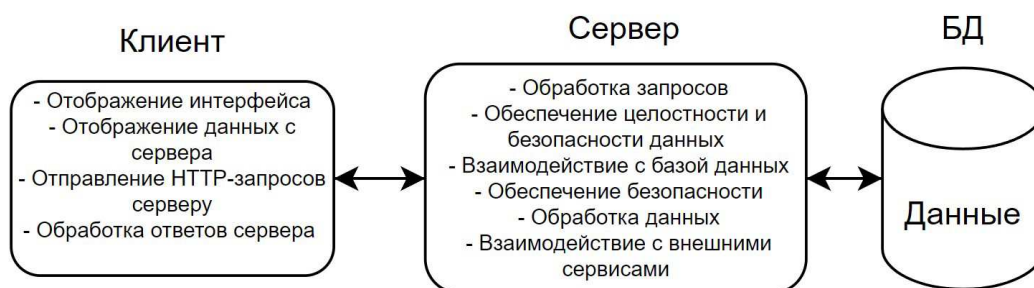 Клиент
- Отображение интерфейса
- Отображение данных с
сервера
- Отправление HTTP-запросов
серверу
- Обработка ответов сервера
Сервер
- Обработка запросов
- Обеспечение целостности и
безопасности данных
- Взаимодействие с базой данных
- Обеспечение безопасности
- Обработка данных
- Взаимодействие с внешними
сервисами
БД
Данные